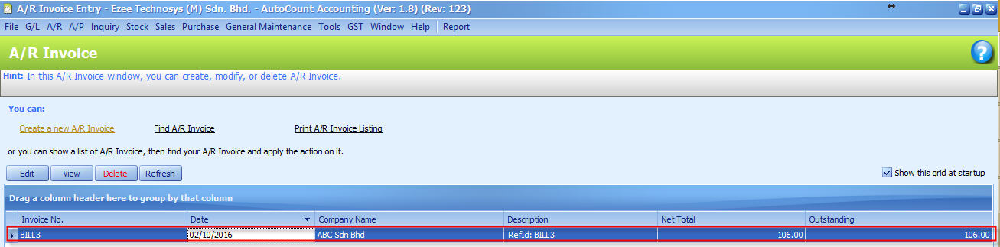 A/R Invoice Entry - Ezee Technosys (M) Sdn. Bhd. - AutoCount Accounting (Ver: 1.8) (Rev: 123)
File G/L A/R A/P Inquiry Stock Sales Purchase General Maintenance Tools GST Window Help Report
A/R Invoice
?
Hint: In this A/R Invoice window, you can create, modify, or delete A/R Invoice.
You can:
Create a new A/R Invoice Find A/R Invoice Print A/R Invoice Listing
or you can show a list of A/R Invoice, then find your A/R Invoice and apply the action on it.
Edit View Delete Refresh Show this grid at startup
Drag a column header here to group by that column
Invoice No. Date Company Name Description Net Total Outstanding
BILL3 02/10/2016 ABC Sdn Bhd RefId: BILL3 106.00 106.00